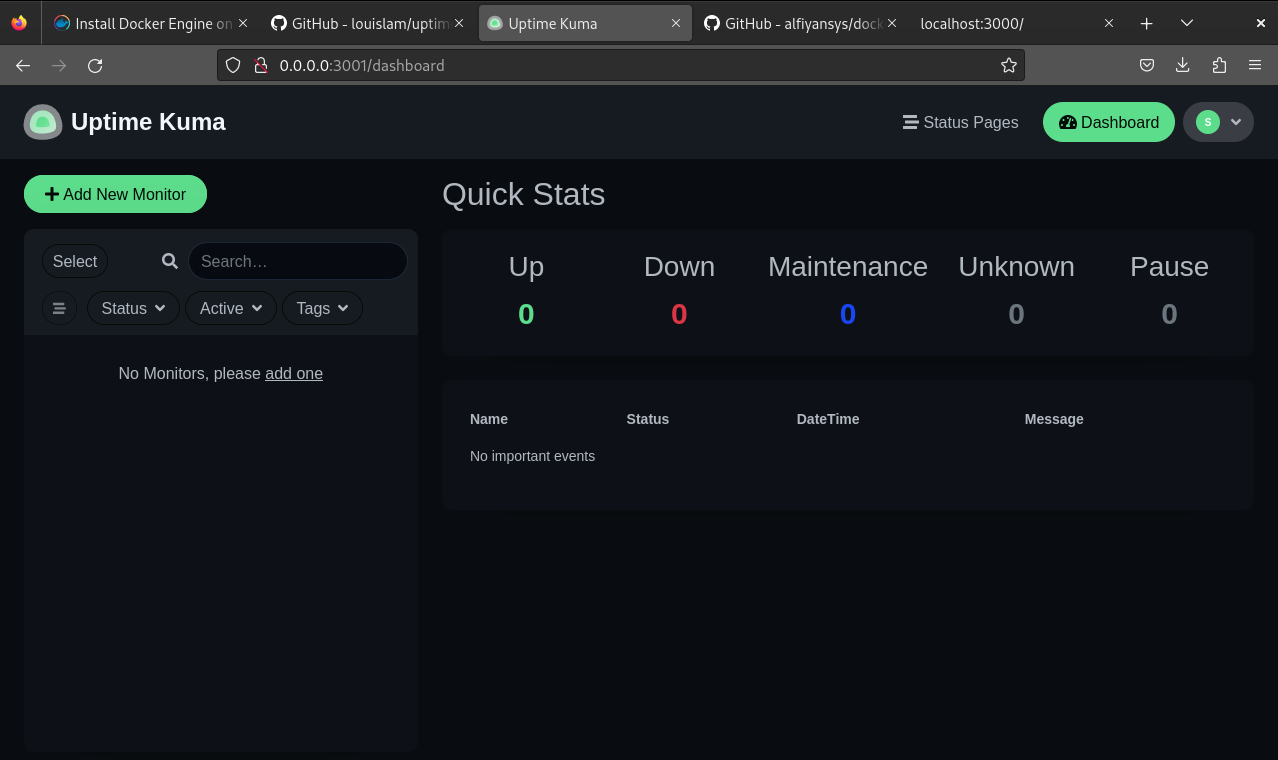 Install Docker Engine on
GitHub - louislam/uptim
Uptime Kuma
GitHub - alfiyansys/dock
localhost:3000/
0.0.0.0:3001/dashboard
Uptime Kuma
Status Pages
Dashboard
S
Add New Monitor
Quick Stats
Select
Search...
Status
Active
Tags
No Monitors, please add one
Up Down Maintenance Unknown Pause
0 0 0 0 0
Name Status DateTime Message
No important events